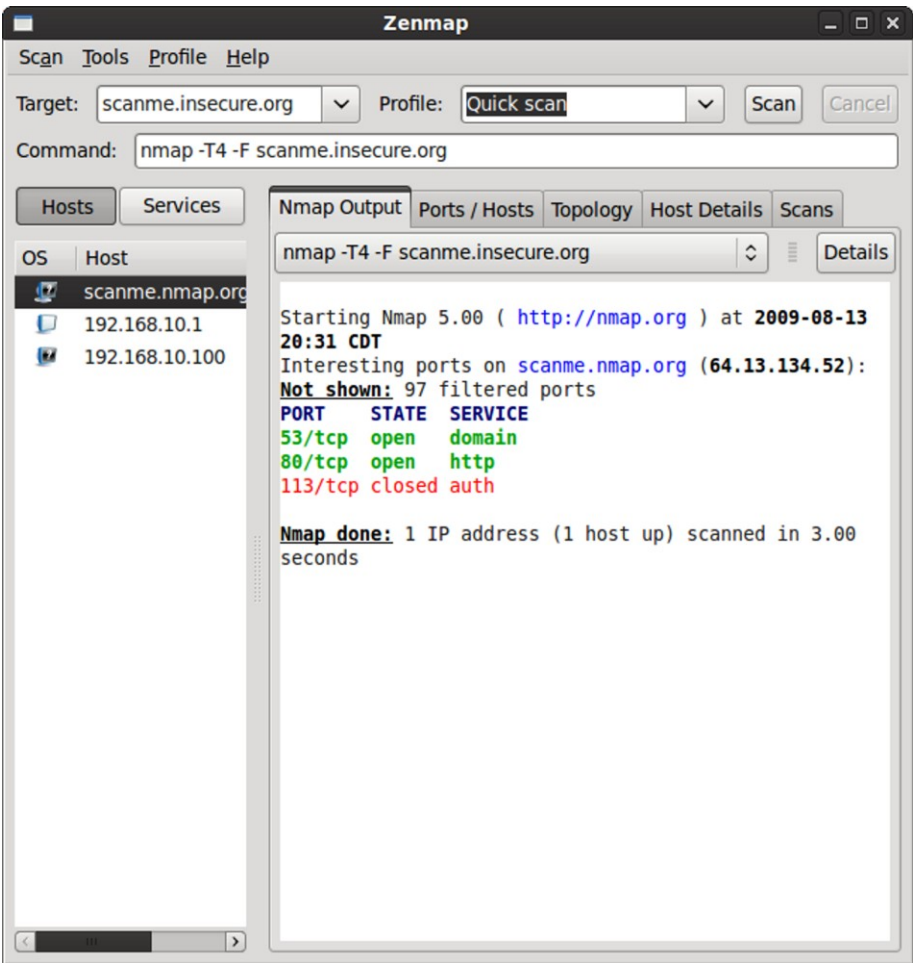 Zenmap
Scan Tools Profile Help
Target: scanme.insecure.org Profile: Quick scan Scan Cancel
Command: nmap -T4 -F scanme.insecure.org
Hosts Services
Nmap Output Ports / Hosts Topology Host Details Scans
OS Host
nmap -T4 -F scanme.insecure.org Details
scanme.nmap.org
192.168.10.1
192.168.10.100
Starting Nmap 5.00 ( http://nmap.org ) at 2009-08-13
20:31 CDT
Interesting ports on scanme.nmap.org (64.13.134.52):
Not shown: 97 filtered ports
PORT STATE SERVICE
53/tcp open domain
80/tcp open http
113/tcp closed auth
Nmap done: 1 IP address (1 host up) scanned in 3.00
seconds